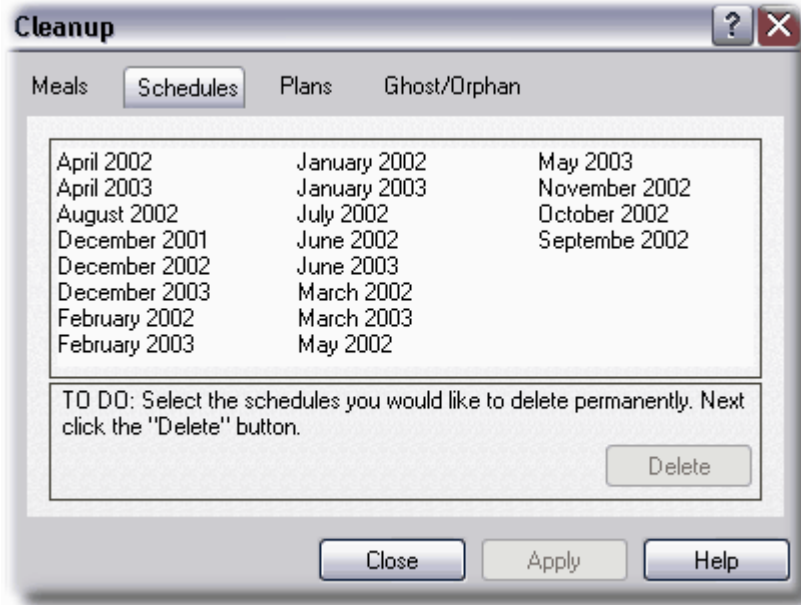 Cleanup
?
Meals Schedules Plans Ghost/Orphan
April 2002
April 2003
August 2002
December 2001
December 2002
December 2003
February 2002
February 2003
January 2002
January 2003
July 2002
June 2002
June 2003
March 2002
March 2003
May 2002
May 2003
November 2002
October 2002
Septembe 2002
TO DO: Select the schedules you would like to delete permanently. Next
click the "Delete" button.
Delete
Close Apply Help